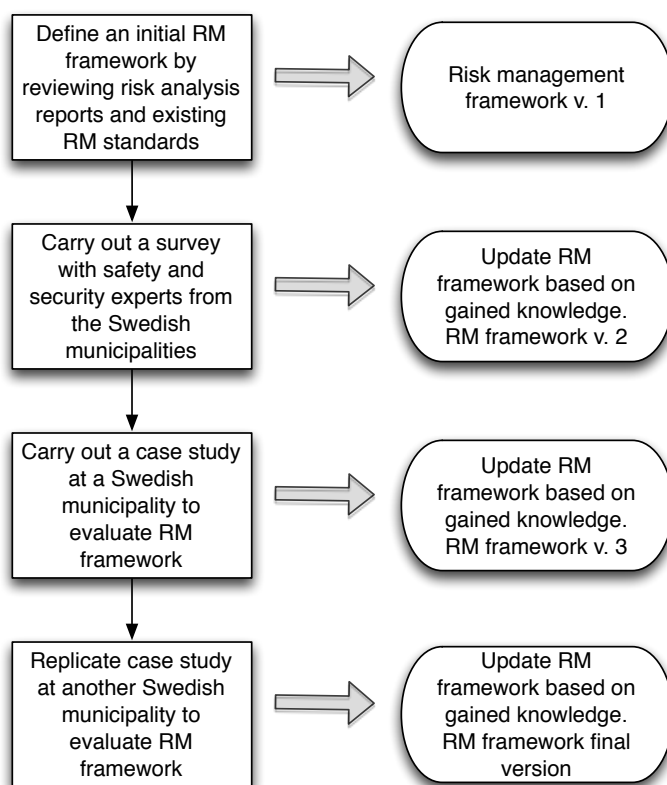 Define an initial RM
framework by
reviewing risk analysis
reports and existing
RM standards
Risk management
framework v. 1
Carry out a survey
with safety and
security experts from
the Swedish
municipalities
Update RM
framework based on
gained knowledge.
RM framework v. 2
Carry out a case study
at a Swedish
municipality to
evaluate RM
framework
Update RM
framework based on
gained knowledge.
RM framework v. 3
Replicate case study
at another Swedish
municipality to
evaluate RM
framework
Update RM
framework based on
gained knowledge.
RM framework final
version